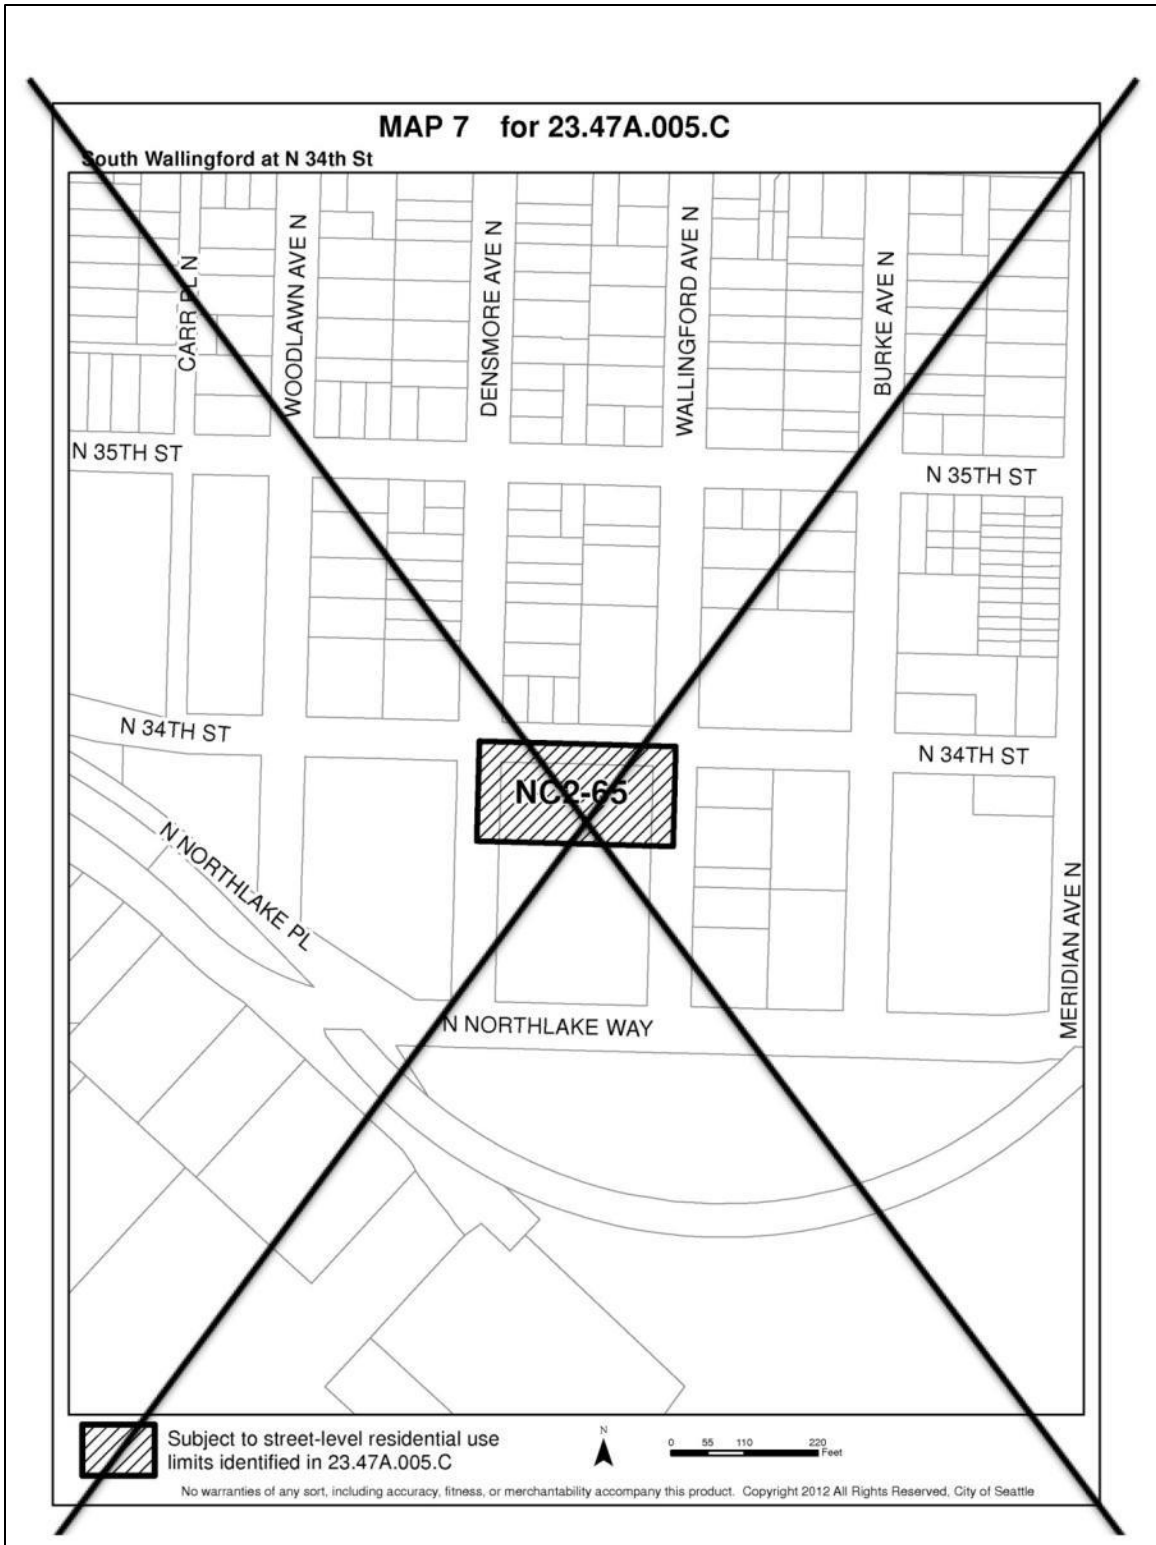 MAP 7 for 23.47A.005.C
South Wallingford at N 34th St
CARR PL N
WOODLAWN AVE N
DENSMORE AVE N
WALLINGFORD AVE N
BURKE AVE N
N 35TH ST
N 35TH ST
N 34TH ST
N 34TH ST
NC2-65
N NORTHLAKE PL
MERIDIAN AVE N
N NORTHLAKE WAY
Subject to street-level residential use
limits identified in 23.47A.005.C
N
0 55 110 220
Feet
No warranties of any sort, including accuracy, fitness, or merchantability accompany this product. Copyright 2012 All Rights Reserved, City of Seattle